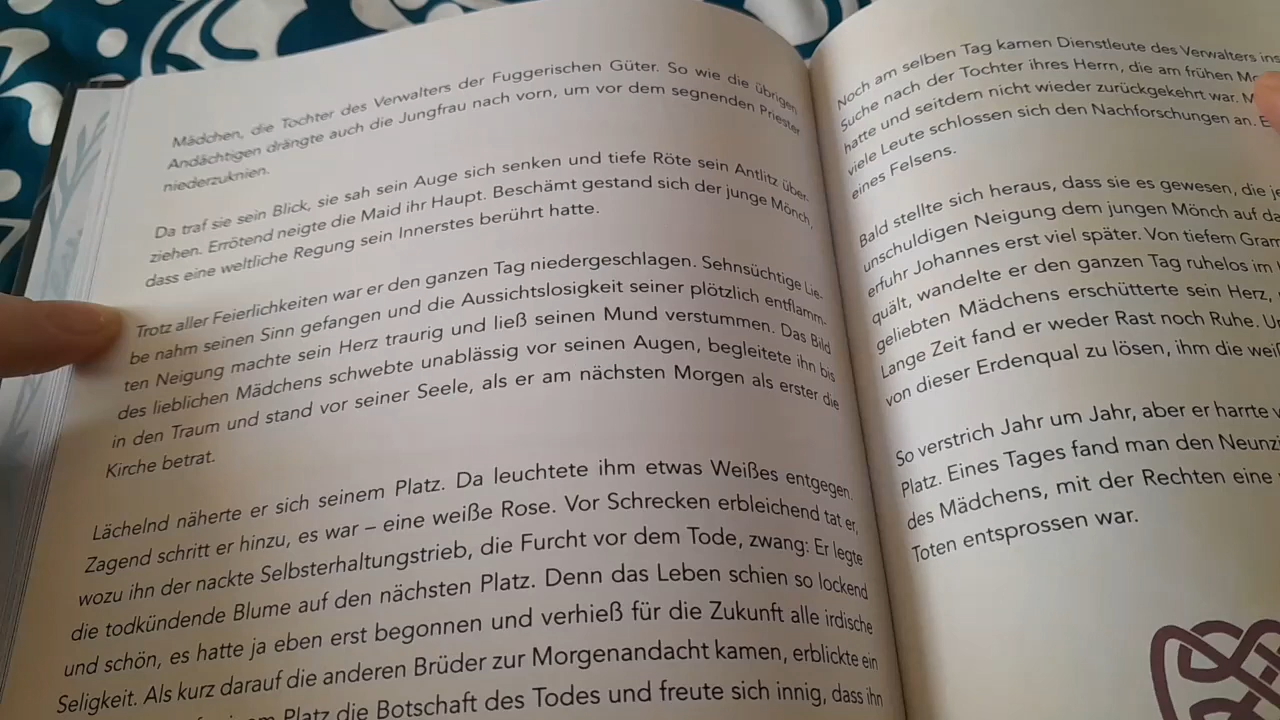 Mädchen, die Tochter des Verwalters der Fuggerischen Güter. So wie die übrigen
Andächtigen drängte auch die Jungfrau nach vorn, um vor dem segnenden Priester
niederzuknien.
Da traf sie sein Blick, sie sah sein Auge sich senken und tiefe Röte sein Antlitz über-
ziehen. Errötend neigte die Maid ihr Haupt. Beschämt gestand sich der junge Mönch,
dass eine weltliche Regung sein Innerstes berührt hatte.
Trotz aller Feierlichkeiten war er den ganzen Tag niedergeschlagen. Sehnsüchtige Lie-
be nahm seinen Sinn gefangen und die Aussichtslosigkeit seiner plötzlich entflamm-
ten Neigung machte sein Herz traurig und ließ seinen Mund verstummen. Das Bild
des lieblichen Mädchens schwebte unablässig vor seinen Augen, begleitete ihn bis
in den Traum und stand vor seiner Seele, als er am nächsten Morgen als erster die
Kirche betrat.
Lächelnd näherte er sich seinem Platz. Da leuchtete ihm etwas Weißes entgegen.
Zagend schritt er hinzu, es war – eine weiße Rose. Vor Schrecken erbleichend tat er,
wozu ihn der nackte Selbsterhaltungstrieb, die Furcht vor dem Tode, zwang: Er legte
die todkündende Blume auf den nächsten Platz. Denn das Leben schien so lockend
und schön, es hatte ja eben erst begonnen und verhieß für die Zukunft alle irdische
Seligkeit. Als kurz darauf die anderen Brüder zur Morgenandacht kamen, erblickte ein
Platz die Botschaft des Todes und freute sich innig, dass ihn
Noch am selben Tag kamen Dienstleute des Verwalters ins
Suche nach der Tochter ihres Herrn, die am frühen
hatte und seitdem nicht wieder zurückgekehrt war.
viele Leute schlossen sich den Nachforschungen an.
eines Felsens.
Bald stellte sich heraus, dass sie es gewesen, die
unschuldigen Neigung dem jungen Mönch auf
erfuhr Johannes erst viel später. Von tiefem Gram
quält, wandelte er den ganzen Tag ruhelos im
geliebten Mädchens erschütterte sein Herz,
Lange Zeit fand er weder Rast noch Ruhe.
von dieser Erdenqual zu lösen, ihm die
So verstrich Jahr um Jahr, aber er harrte
Platz. Eines Tages fand man den
des Mädchens, mit der Rechten eine
Toten entsprossen war.